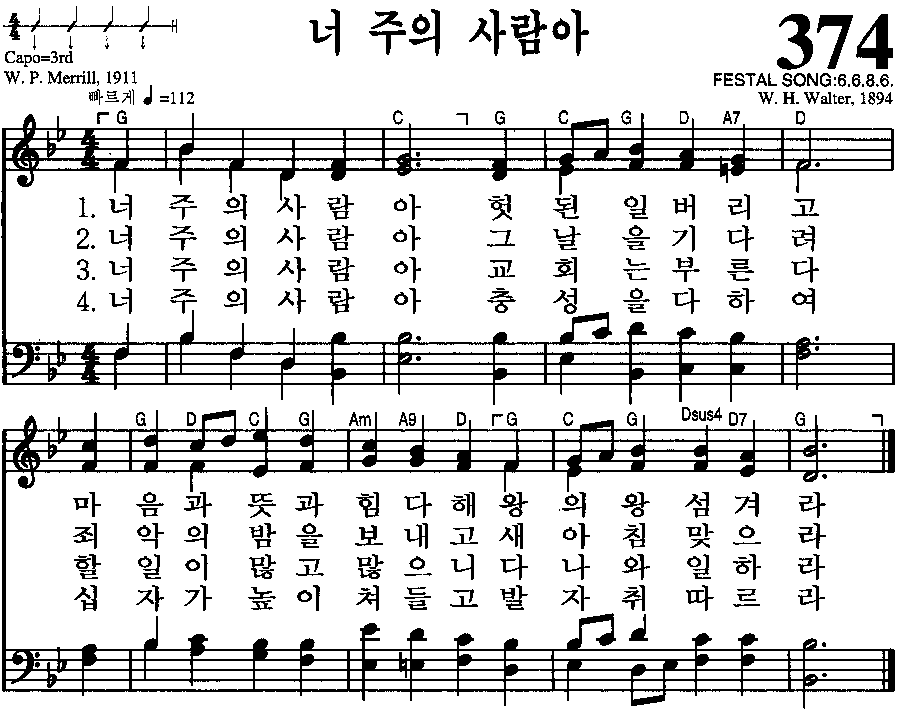 너 주의 사람아
374
Capo=3rd
W. P. Merrill, 1911
FESTAL SONG:6.6.8.6.
빠르게 ♩=112
W. H. Walter, 1894
G C G C G D A7 D
1. 너 주 의 사 람 아 헛 된 일 버 리 고
2. 너 주 의 사 람 아 그 날 을 기 다 려
3. 너 주 의 사 람 아 교 회 는 부 른 다
4. 너 주 의 사 람 아 충 성 을 다 하 여
G D C G Am A9 D G C G Dsus4 D7 G
마 음 과 뜻 과 힘 다 해 왕 의 왕 섬 겨 라
죄 악 의 밤 을 보 내 고 새 아 침 맞 으 라
할 일 이 많 고 많 으 니 다 나 와 일 하 라
십 자 가 높 이 쳐 들 고 발 자 취 따 르 라